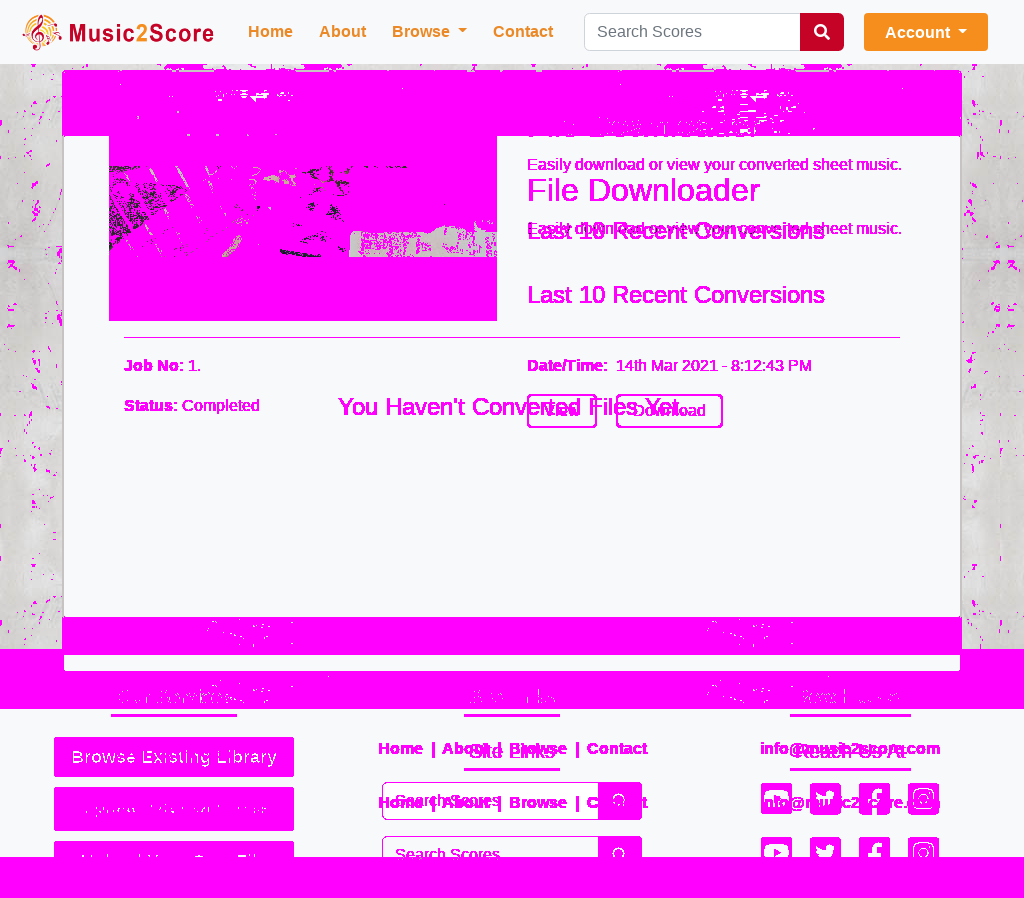 Music2Score Home About Browse Contact Search Scores Account
Easily download or view your converted sheet music.
File Downloader
Easily download or view your converted sheet music.
Last 10 Recent Conversions
Last 10 Recent Conversions
Job No: 1. Date/Time: 14th Mar 2021 - 8:12:43 PM
Status: Completed You Haven't Converted Files Yet. View Download
Browse Existing Library
Home | About | Browse | Contact
Site Links
info@music2score.com
Reach Us At
Search Scores
Home | About | Browse | Contact
info@music2score.com
Search Scores